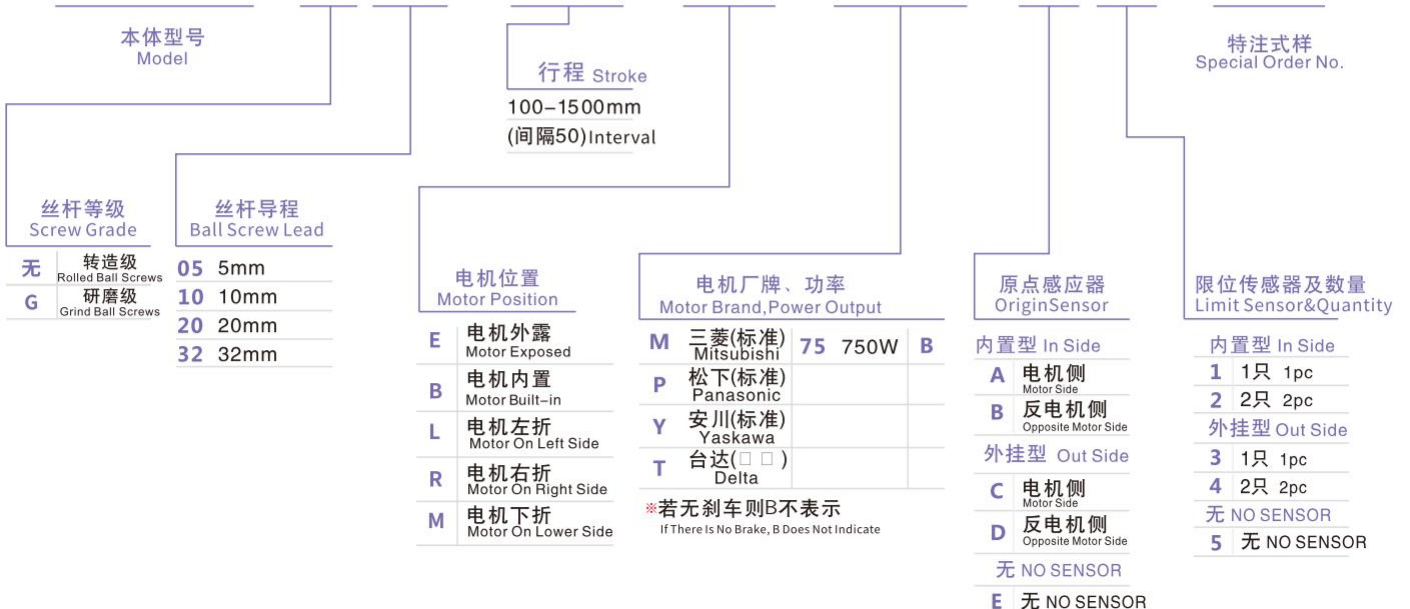 本体型号
Model
行程 Stroke
100-1500mm
(间隔50)Interval
特注式样
Special Order No.
丝杆等级
Screw Grade
无 转造级
Rolled Ball Screws
G 研磨级
Grind Ball Screws
丝杆导程
Ball Screw Lead
05 5mm
10 10mm
20 20mm
32 32mm
电机位置
Motor Position
E 电机外露
Motor Exposed
B 电机内置
Motor Built-in
L 电机左折
Motor On Left Side
R 电机右折
Motor On Right Side
M 电机下折
Motor On Lower Side
电机厂牌、功率
Motor Brand,Power Output
M 三菱(标准) 75 750W B
Mitsubishi
P 松下(标准)
Panasonic
Y 安川(标准)
Yaskawa
T 台达(□ □ )
Delta
※若无刹车则B不表示
If There Is No Brake, B Does Not Indicate
原点感应器
OriginSensor
内置型 In Side
A 电机侧
Motor Side
B 反电机侧
Opposite Motor Side
外挂型 Out Side
C 电机侧
Motor Side
D 反电机侧
Opposite Motor Side
无 NO SENSOR
E 无 NO SENSOR
限位传感器及数量
Limit Sensor&Quantity
内置型 In Side
1 1只 1pc
2 2只 2pc
外挂型 Out Side
3 1只 1pc
4 2只 2pc
无 NO SENSOR
5 无 NO SENSOR